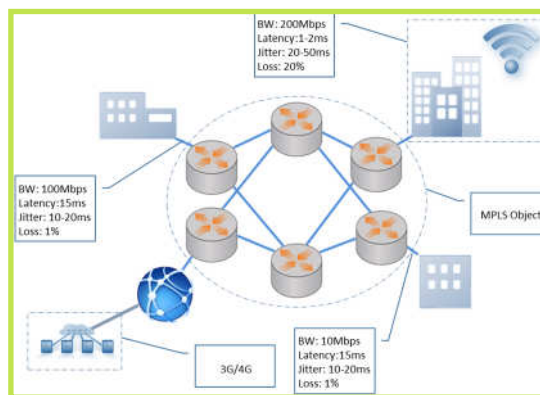 BW: 200Mbps
Latency:1-2ms
Jitter: 20-50ms
Loss: 20%
BW: 100Mbps
Latency:15ms
Jitter: 10-20ms
Loss: 1%
MPLS Object
BW: 10Mbps
Latency:15ms
Jitter: 10-20ms
Loss: 1%
3G/4G